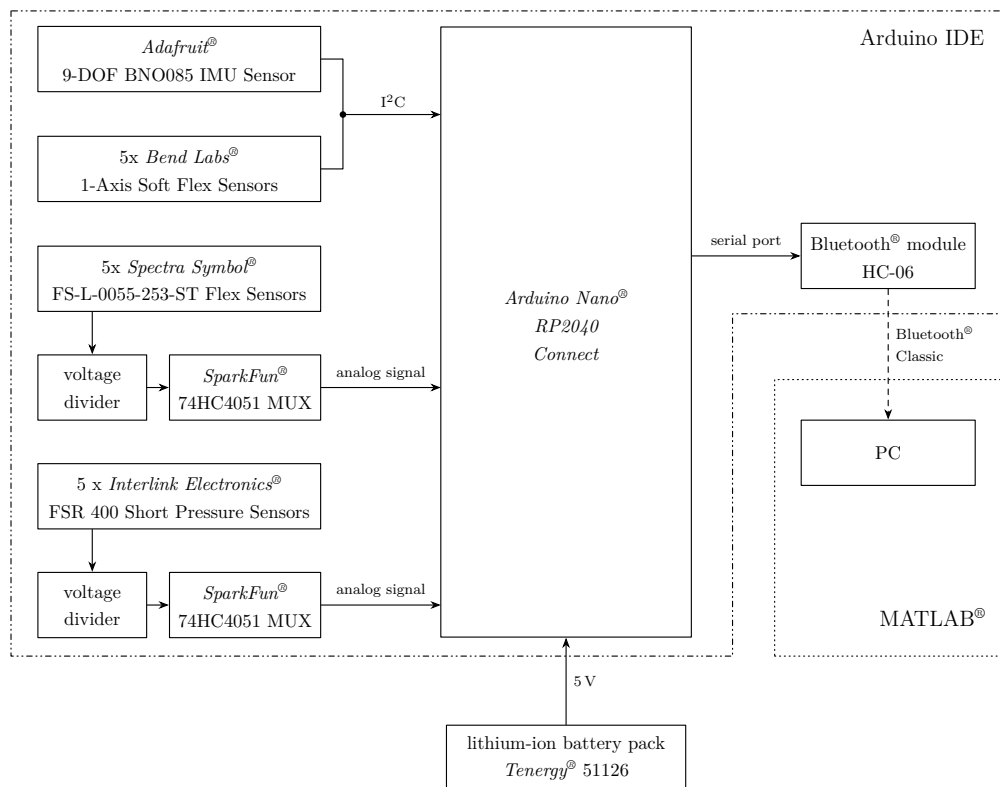 Arduino IDE
Adafruit®
9-DOF BNO085 IMU Sensor
I²C
5x Bend Labs®
1-Axis Soft Flex Sensors
5x Spectra Symbol®
FS-L-0055-253-ST Flex Sensors
voltage
divider
SparkFun®
74HC4051 MUX
analog signal
5 x Interlink Electronics®
FSR 400 Short Pressure Sensors
voltage
divider
SparkFun®
74HC4051 MUX
analog signal
Arduino Nano®
RP2040
Connect
serial port
Bluetooth® module
HC-06
Bluetooth®
Classic
PC
MATLAB®
5 V
lithium-ion battery pack
Tenergy® 51126